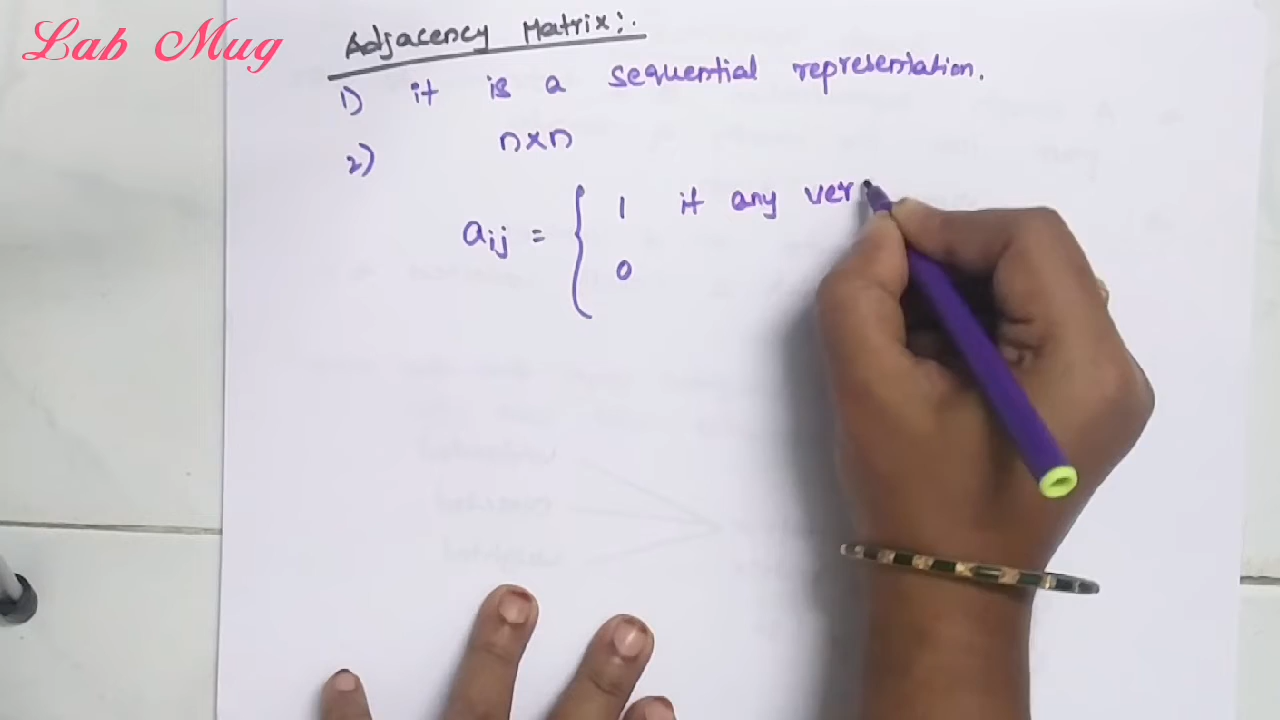 Lab Mug
Adjacency Matrix:.
1) it is a sequential representation.
2) n×n
aij = { 1 if any ver
0